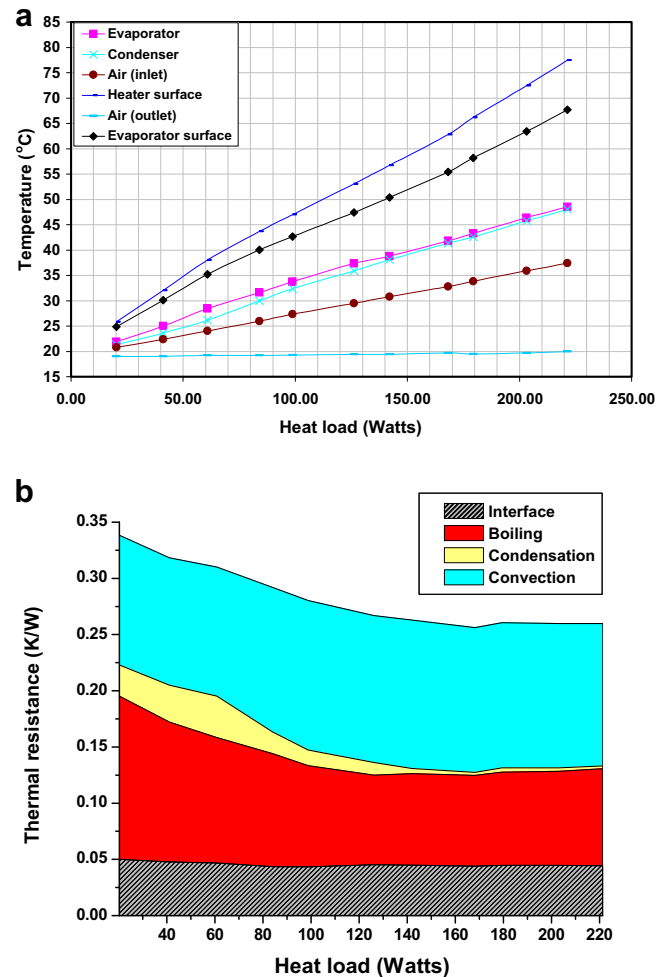 a
85
80
75
70
65
60
55
50
45
40
35
30
25
20
15
Temperature (°C)
Evaporator
Condenser
Air (inlet)
Heater surface
Air (outlet)
Evaporator surface
0.00 50.00 100.00 150.00 200.00 250.00
Heat load (Watts)
b
Interface
Boiling
Condensation
Convection
0.35
0.30
0.25
0.20
0.15
0.10
0.05
0.00
Thermal resistance (K/W)
40 60 80 100 120 140 160 180 200 220
Heat load (Watts)